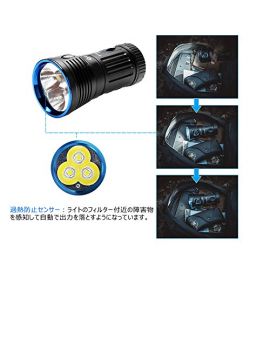 過熱防止センサー：ライトのフィルター付近の障害物
を感知して自動で出力を落とすようになっています。